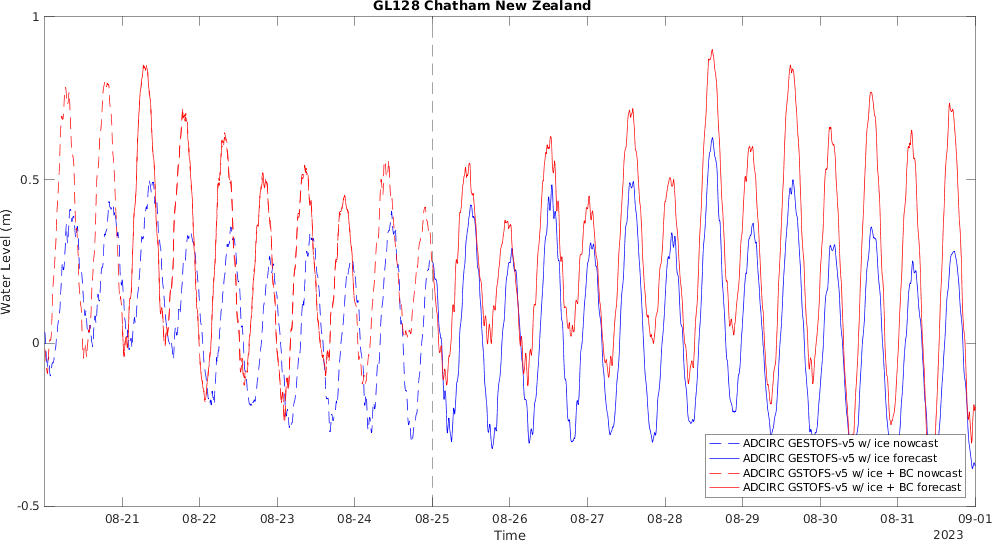 GL128 Chatham New Zealand
1
0.5
0
-0.5
Water Level (m)
08-21 08-22 08-23 08-24 08-25 08-26 08-27 08-28 08-29 08-30 08-31 09-01
Time
2023
ADCIRC GESTOFS-v5 w/ ice nowcast
ADCIRC GESTOFS-v5 w/ ice forecast
ADCIRC GSTOFS-v5 w/ ice + BC nowcast
ADCIRC GSTOFS-v5 w/ ice + BC forecast